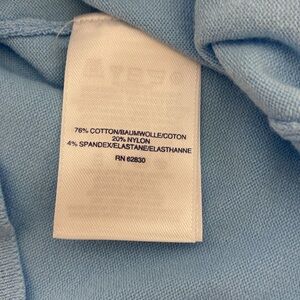 76% COTTON/BAUMWOLLE/COTON
20% NYLON
4% SPANDEX/ELASTANE/ELASTHANNE
RN 62830